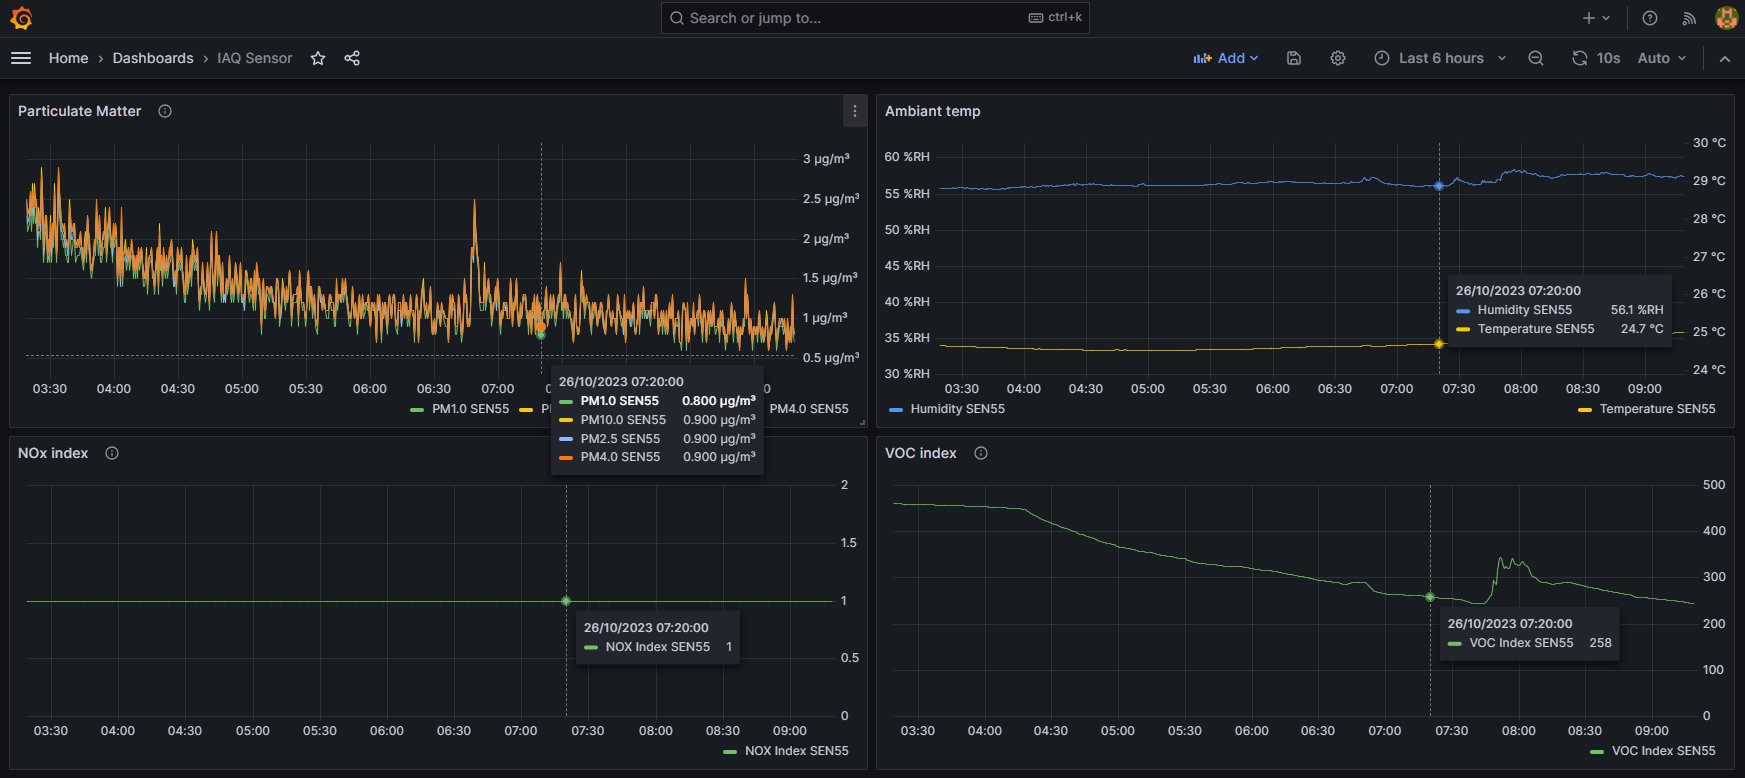 Search or jump to...
ctrl+k
Home › Dashboards › IAQ Sensor
Add
Last 6 hours
10s
Auto
Particulate Matter
3 µg/m³
2.5 µg/m³
2 µg/m³
1.5 µg/m³
1 µg/m³
0.5 µg/m³
03:30 04:00 04:30 05:00 05:30 06:00 06:30 07:00
PM1.0 SEN55
PM4.0 SEN55
26/10/2023 07:20:00
PM1.0 SEN55 0.800 µg/m³
PM10.0 SEN55 0.900 µg/m³
PM2.5 SEN55 0.900 µg/m³
PM4.0 SEN55 0.900 µg/m³
Ambiant temp
60 %RH
55 %RH
50 %RH
45 %RH
40 %RH
35 %RH
30 %RH
30 °C
29 °C
28 °C
27 °C
26 °C
25 °C
24 °C
26/10/2023 07:20:00
Humidity SEN55 56.1 %RH
Temperature SEN55 24.7 °C
03:30 04:00 04:30 05:00 05:30 06:00 06:30 07:00 07:30 08:00 08:30 09:00
Humidity SEN55
Temperature SEN55
NOx index
2
1.5
1
0.5
0
26/10/2023 07:20:00
NOX Index SEN55 1
03:30 04:00 04:30 05:00 05:30 06:00 06:30 07:00 07:30 08:00 08:30 09:00
NOX Index SEN55
VOC index
500
400
300
200
100
0
26/10/2023 07:20:00
VOC Index SEN55 258
03:30 04:00 04:30 05:00 05:30 06:00 06:30 07:00 07:30 08:00 08:30 09:00
VOC Index SEN55